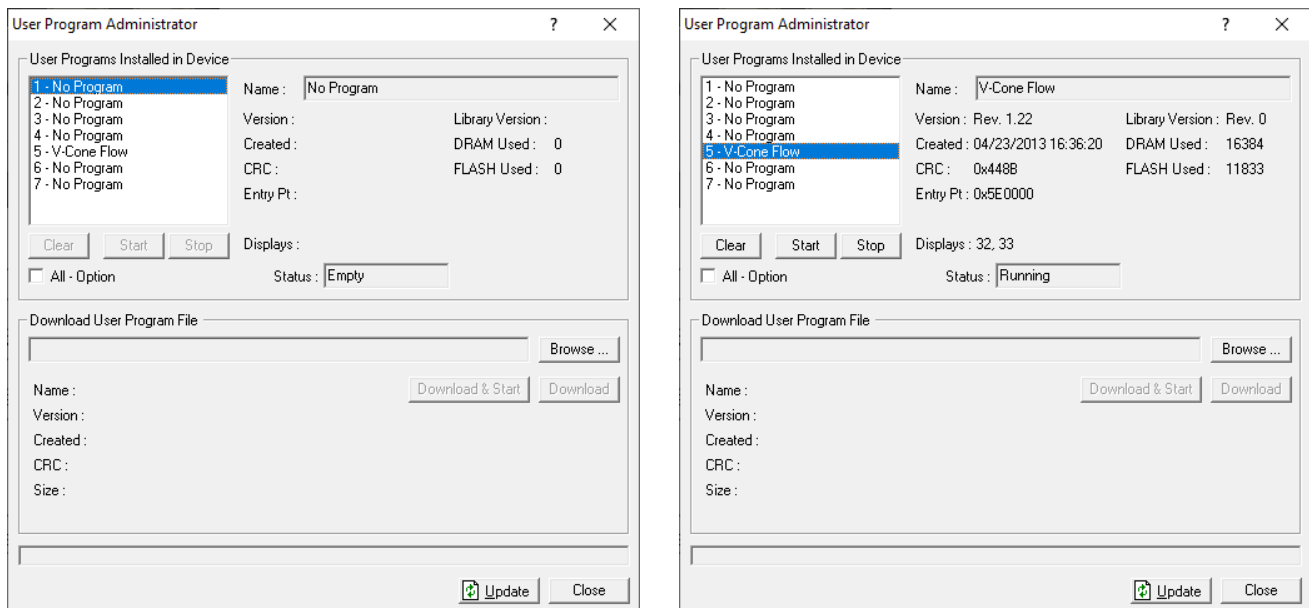 User Program Administrator ? ×
User Programs Installed in Device
1 - No Program
2 - No Program
3 - No Program
4 - No Program
5 - V-Cone Flow
6 - No Program
7 - No Program
Name : No Program
Version : Library Version :
Created : DRAM Used : 0
CRC : FLASH Used : 0
Entry Pt :
Clear Start Stop Displays :
All - Option Status : Empty
Download User Program File
Browse ...
Name : Download & Start Download
Version :
Created :
CRC :
Size :
Update Close
User Program Administrator ? ×
User Programs Installed in Device
1 - No Program
2 - No Program
3 - No Program
4 - No Program
5 - V-Cone Flow
6 - No Program
7 - No Program
Name : V-Cone Flow
Version : Rev. 1.22 Library Version : Rev. 0
Created : 04/23/2013 16:36:20 DRAM Used : 16384
CRC : 0x448B FLASH Used : 11833
Entry Pt : 0x5E0000
Clear Start Stop Displays : 32, 33
All - Option Status : Running
Download User Program File
Browse ...
Name : Download & Start Download
Version :
Created :
CRC :
Size :
Update Close